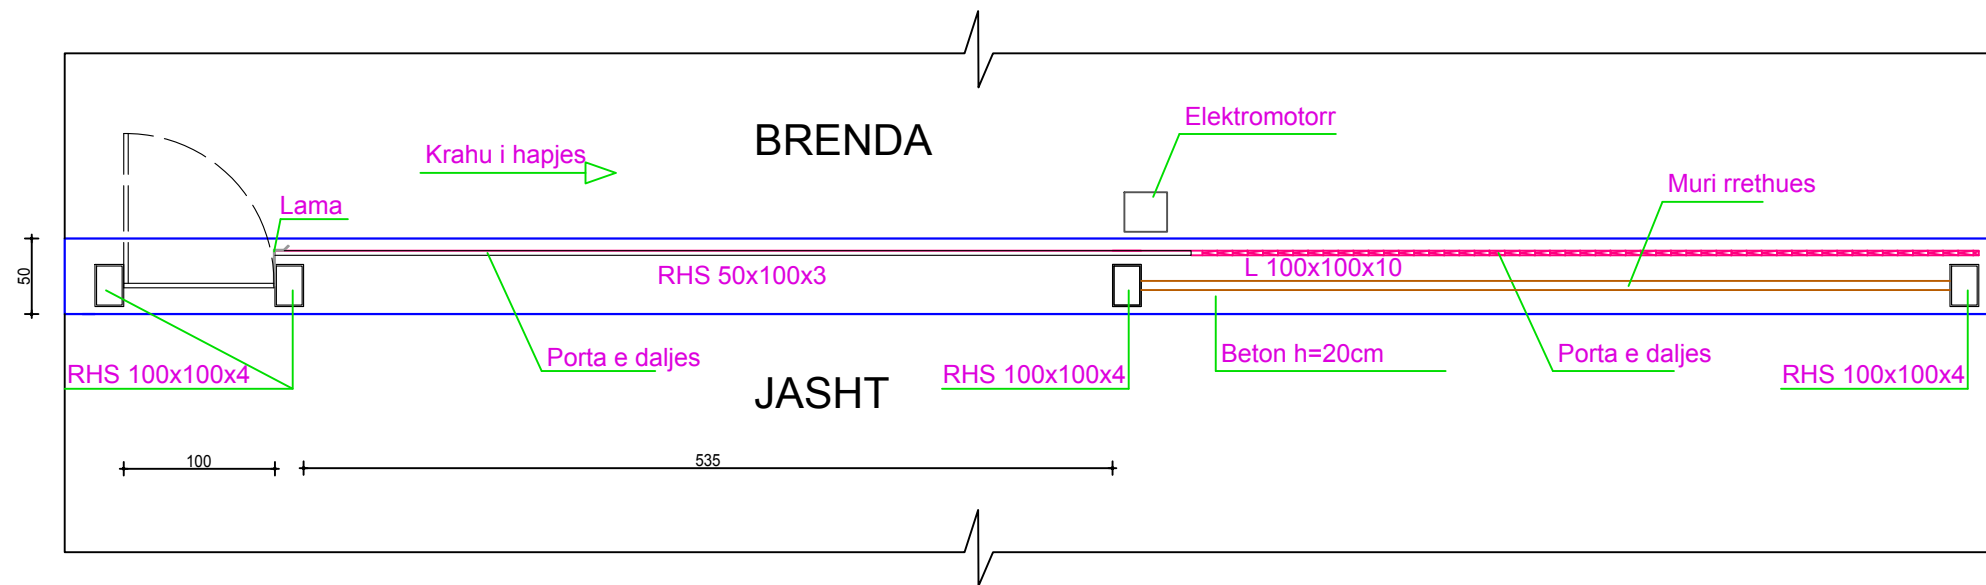 Elektromotorr
BRENDA
Krahu i hapjes
Muri rrethues
Lama
50
RHS 50x100x3
L 100x100x10
Porta e daljes
Beton h=20cm
Porta e daljes
RHS 100x100x4
RHS 100x100x4
RHS 100x100x4
JASHT
100
535